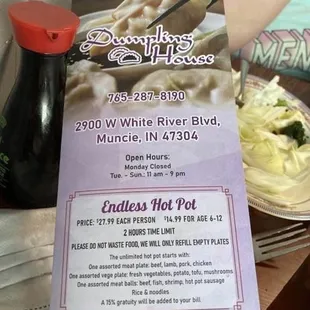 Dumpling
House
765-287-8190
2900 W White River Blvd,
Muncie, IN 47304
Open Hours:
Monday Closed
Tue. - Sun.: 11 am - 9 pm
Endless Hot Pot
PRICE: $27.99 EACH PERSON $14.99 FOR AGE 6-12
2 HOURS TIME LIMIT
PLEASE DO NOT WASTE FOOD, WE WILL ONLY REFILL EMPTY PLATES
The unlimited hot pot starts with:
One assorted meat plate: beef, lamb, pork, chicken
One assorted vege plate: fresh vegetables, potato, tofu, mushrooms
One assorted meat balls: beef, fish, shrimp, hot pot sausage
Rice & noodles
A 15% gratuity will be added to your bill